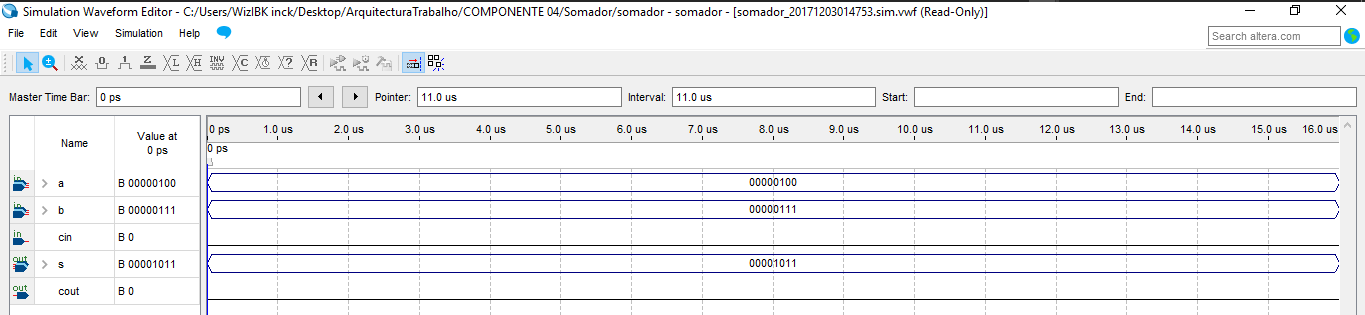 Simulation Waveform Editor - C:/Users/WizIBK inck/Desktop/ArquitecturaTrabalho/COMPONENTE 04/Somador/somador - somador - [somador_20171203014753.sim.vwf (Read-Only)]
File Edit View Simulation Help
Search altera.com
Master Time Bar: 0 ps Pointer: 11.0 us Interval: 11.0 us Start: End:
Name Value at 0 ps
0 ps 1.0 us 2.0 us 3.0 us 4.0 us 5.0 us 6.0 us 7.0 us 8.0 us 9.0 us 10.0 us 11.0 us 12.0 us 13.0 us 14.0 us 15.0 us 16.0 us
0 ps
in a B 00000100 00000100
in b B 00000111 00000111
in cin B 0
out s B 00001011 00001011
out cout B 0